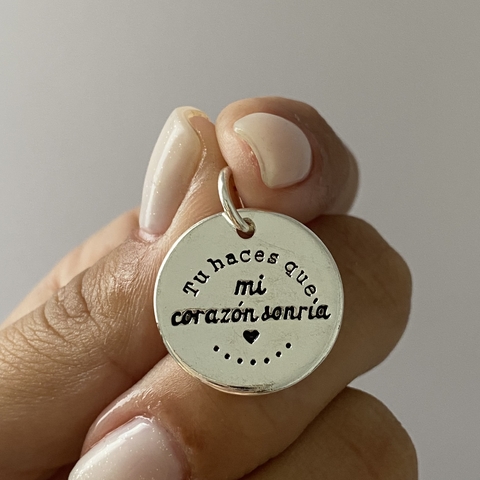 Tu haces que
mi
corazón sonría